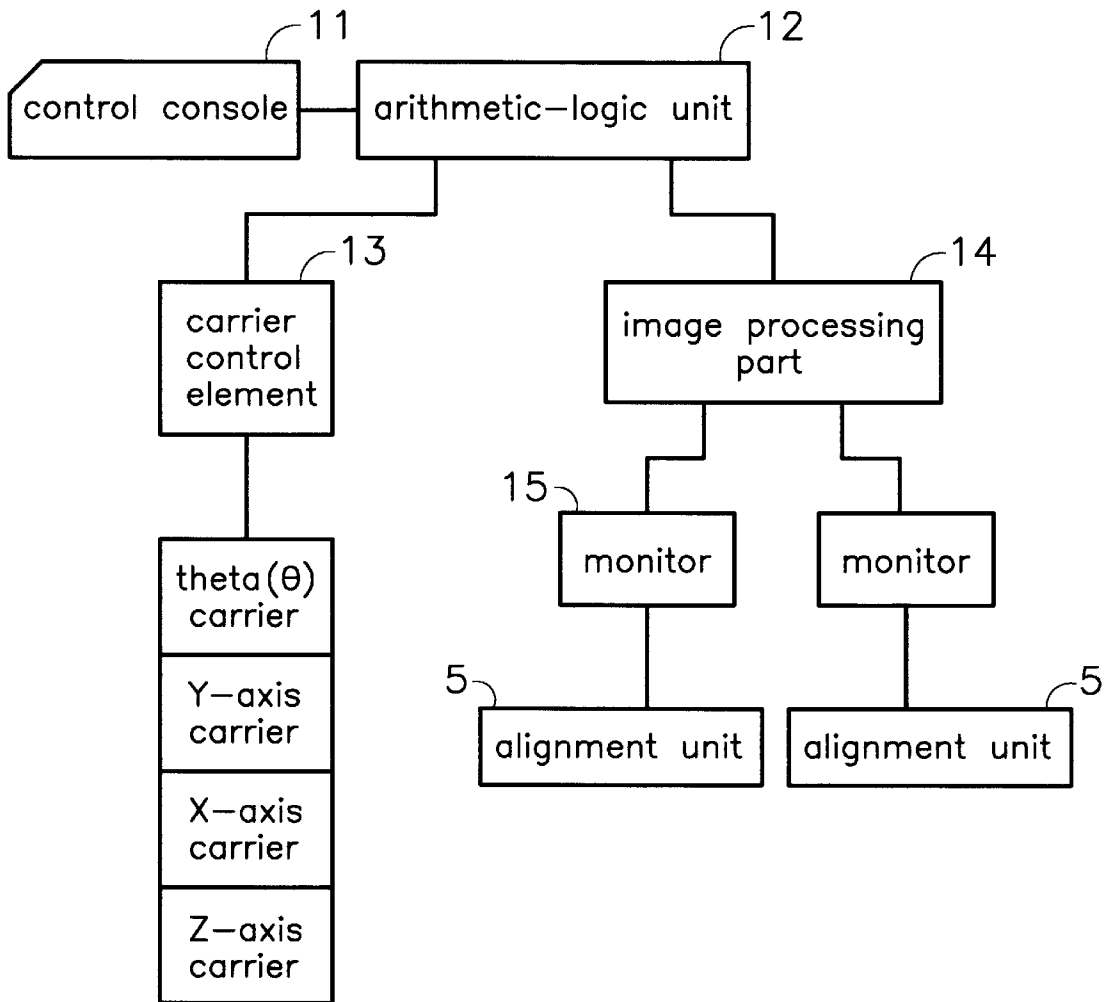 11
12
control console
arithmetic-logic unit
13
14
carrier
control
element
image processing
part
15
monitor
monitor
theta(θ)
carrier
5
5
Y-axis
carrier
alignment unit
alignment unit
X-axis
carrier
Z-axis
carrier